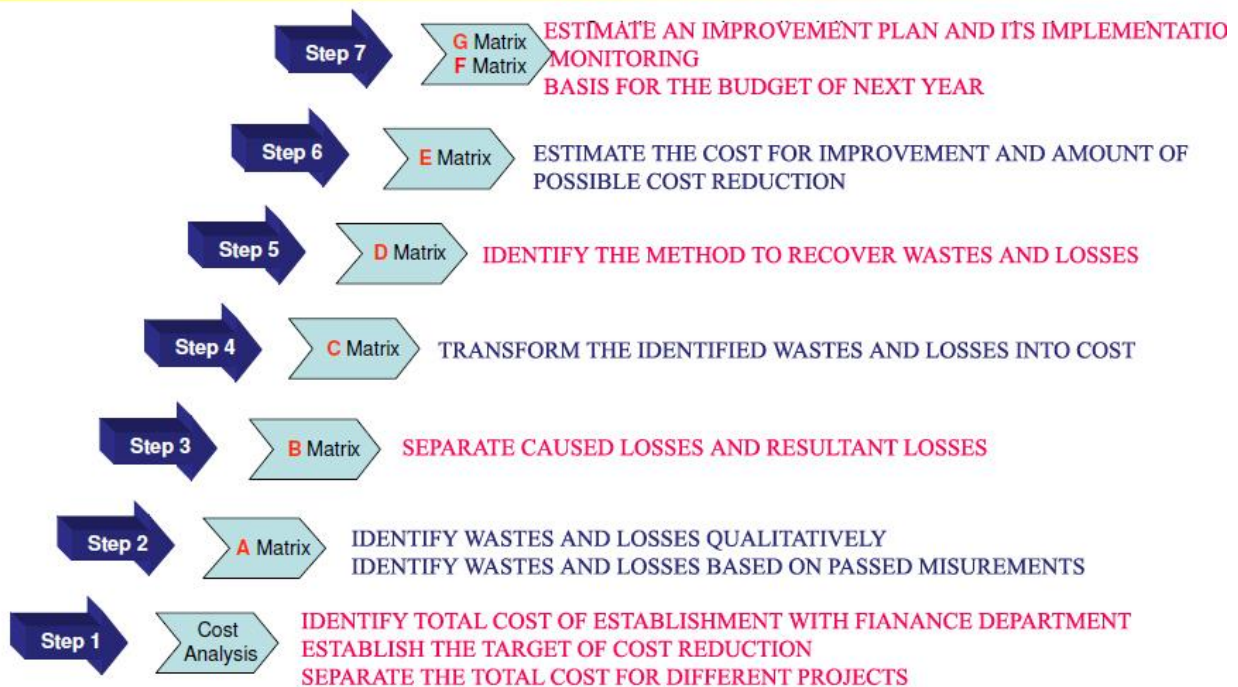 Step 7
G Matrix
F Matrix
ESTIMATE AN IMPROVEMENT PLAN AND ITS IMPLEMENTATIO
MONITORING
BASIS FOR THE BUDGET OF NEXT YEAR
Step 6
E Matrix
ESTIMATE THE COST FOR IMPROVEMENT AND AMOUNT OF
POSSIBLE COST REDUCTION
Step 5
D Matrix
IDENTIFY THE METHOD TO RECOVER WASTES AND LOSSES
Step 4
C Matrix
TRANSFORM THE IDENTIFIED WASTES AND LOSSES INTO COST
Step 3
B Matrix
SEPARATE CAUSED LOSSES AND RESULTANT LOSSES
Step 2
A Matrix
IDENTIFY WASTES AND LOSSES QUALITATIVELY
IDENTIFY WASTES AND LOSSES BASED ON PASSED MISUREMENTS
Step 1
Cost
Analysis
IDENTIFY TOTAL COST OF ESTABLISHMENT WITH FIANANCE DEPARTMENT
ESTABLISH THE TARGET OF COST REDUCTION
SEPARATE THE TOTAL COST FOR DIFFERENT PROJECTS